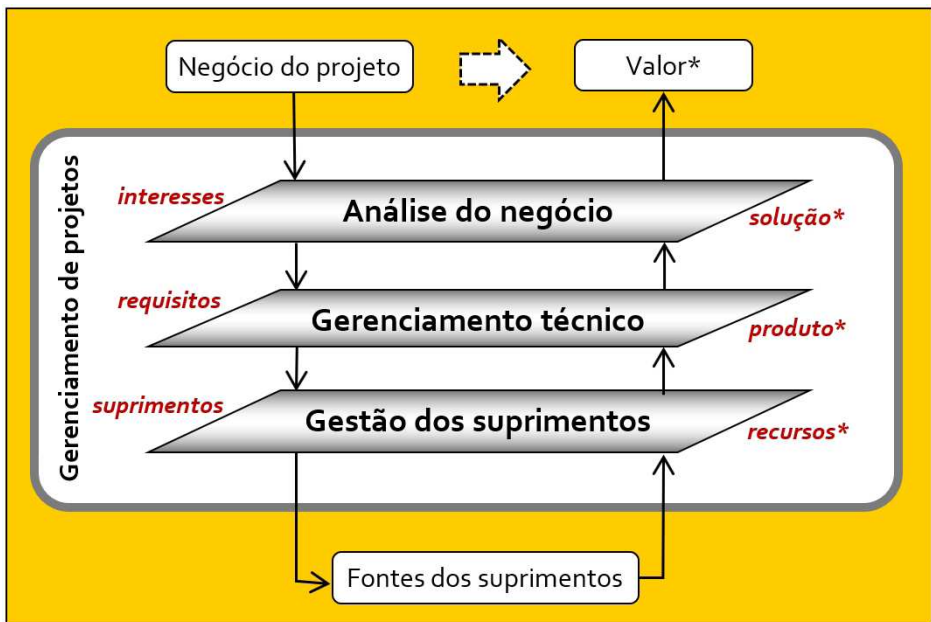 Negócio do projeto
Valor*
Gerenciamento de projetos
interesses
Análise do negócio
solução*
requisitos
Gerenciamento técnico
produto*
suprimentos
Gestão dos suprimentos
recursos*
Fontes dos suprimentos